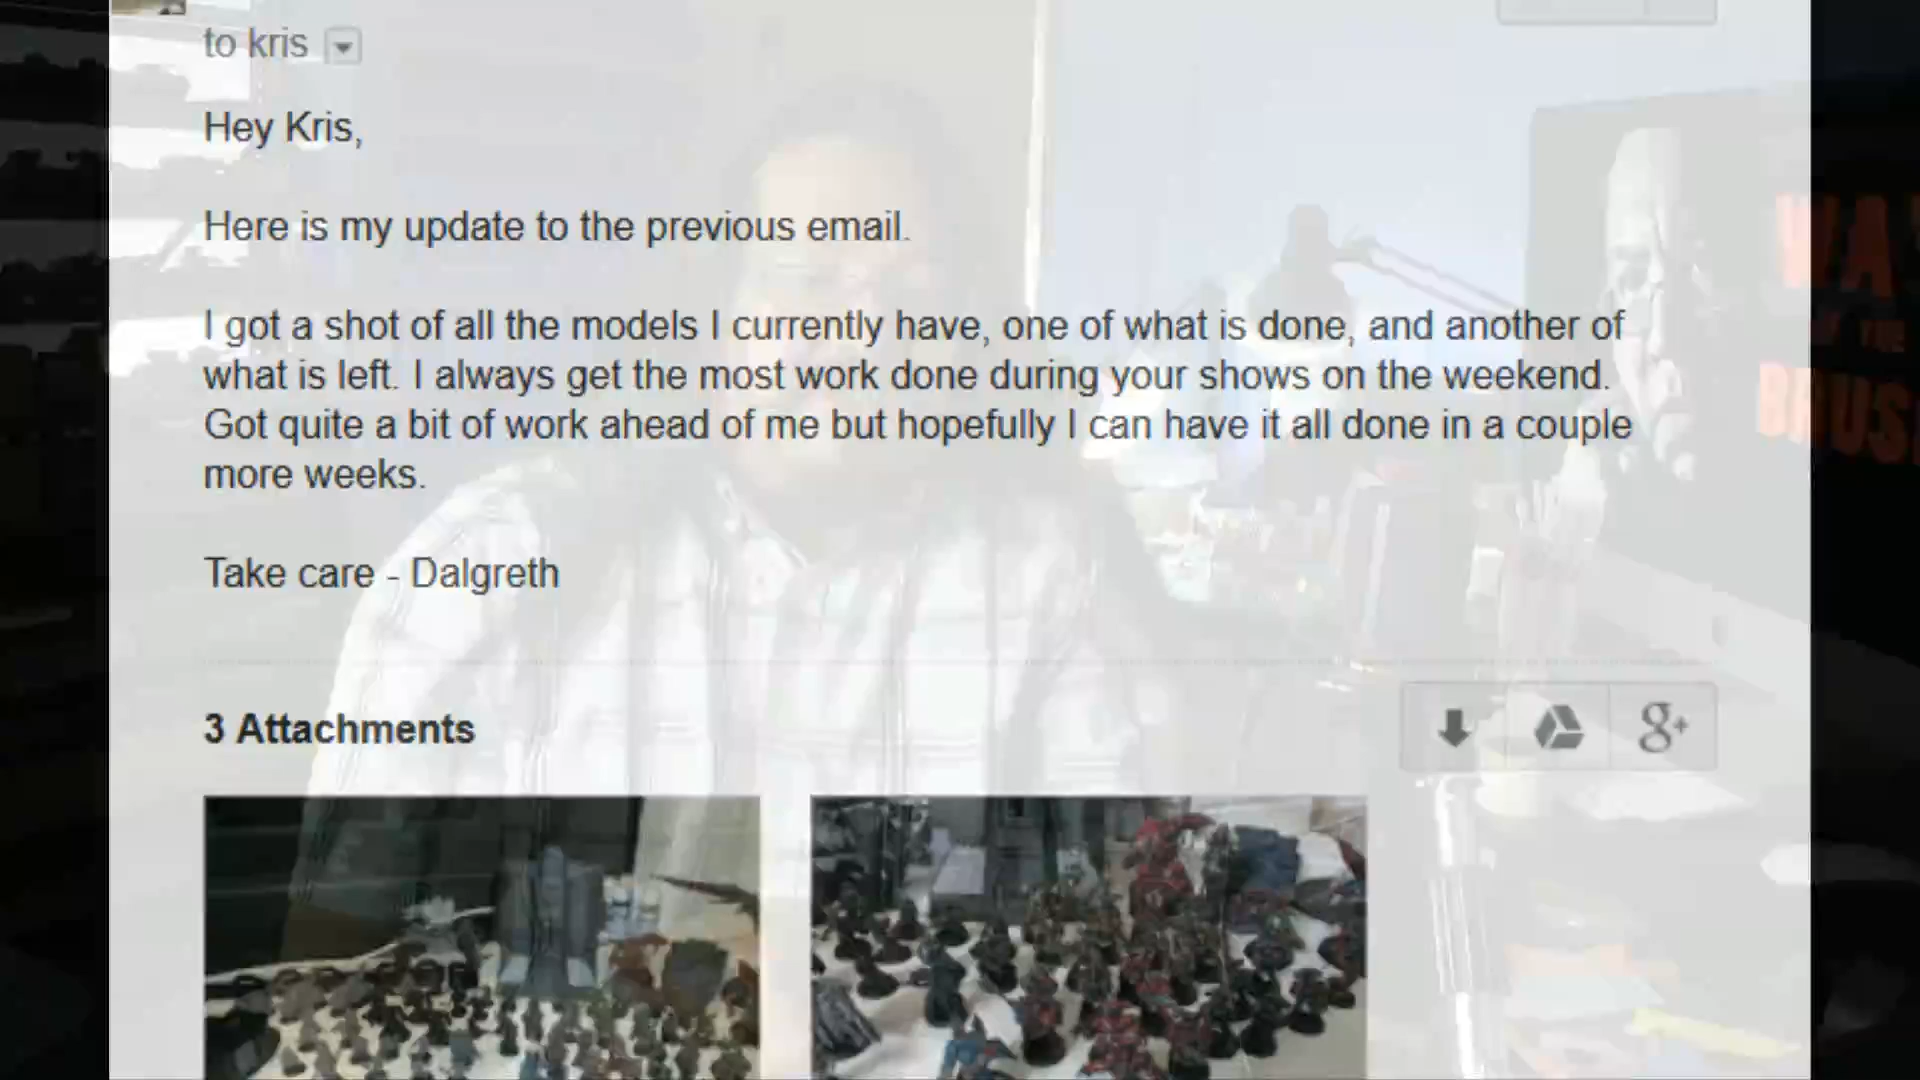 to kris
Hey Kris,
Here is my update to the previous email.
I got a shot of all the models I currently have, one of what is done, and another of
what is left. I always get the most work done during your shows on the weekend.
Got quite a bit of work ahead of me but hopefully I can have it all done in a couple
more weeks.
Take care - Dalgreth
3 Attachments
g+
OF THE